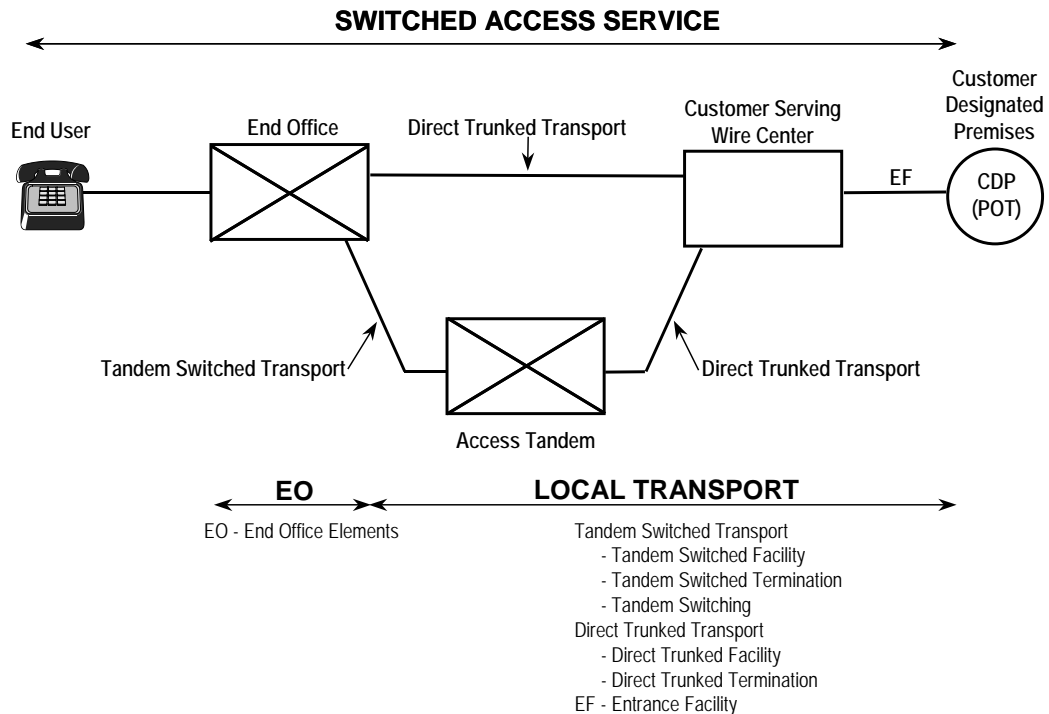 SWITCHED ACCESS SERVICE
Customer
Designated
Premises
End User
End Office
Direct Trunked Transport
Customer Serving
Wire Center
EF
CDP
(POT)
Tandem Switched Transport
Direct Trunked Transport
Access Tandem
EO
LOCAL TRANSPORT
EO - End Office Elements
Tandem Switched Transport
- Tandem Switched Facility
- Tandem Switched Termination
- Tandem Switching
Direct Trunked Transport
- Direct Trunked Facility
- Direct Trunked Termination
EF - Entrance Facility